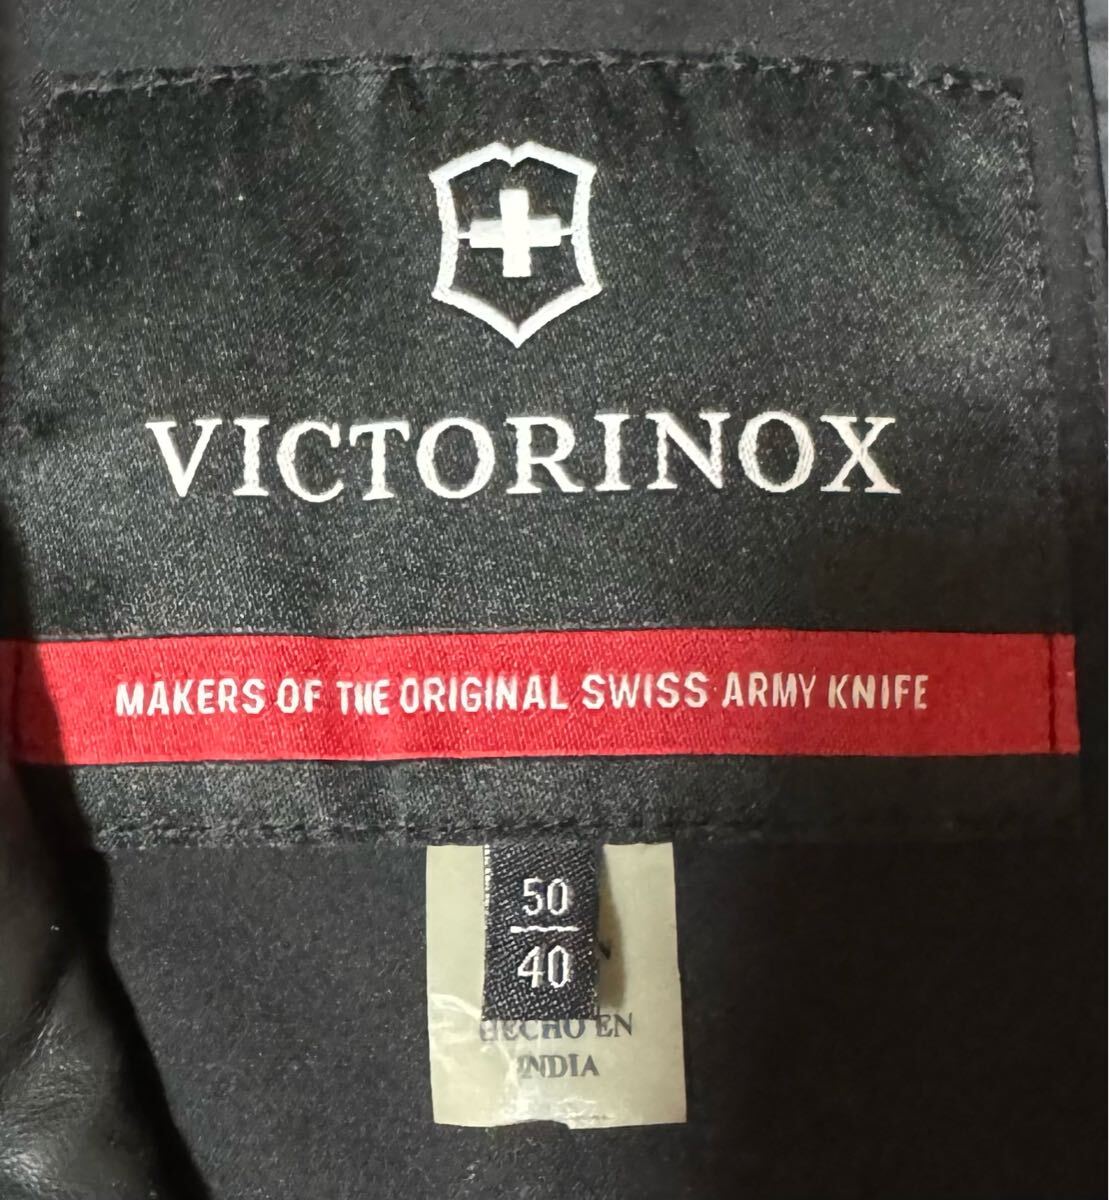 VICTORINOX
MAKERS OF THE ORIGINAL SWISS ARMY KNIFE
50
40
HECHO EN
INDIA